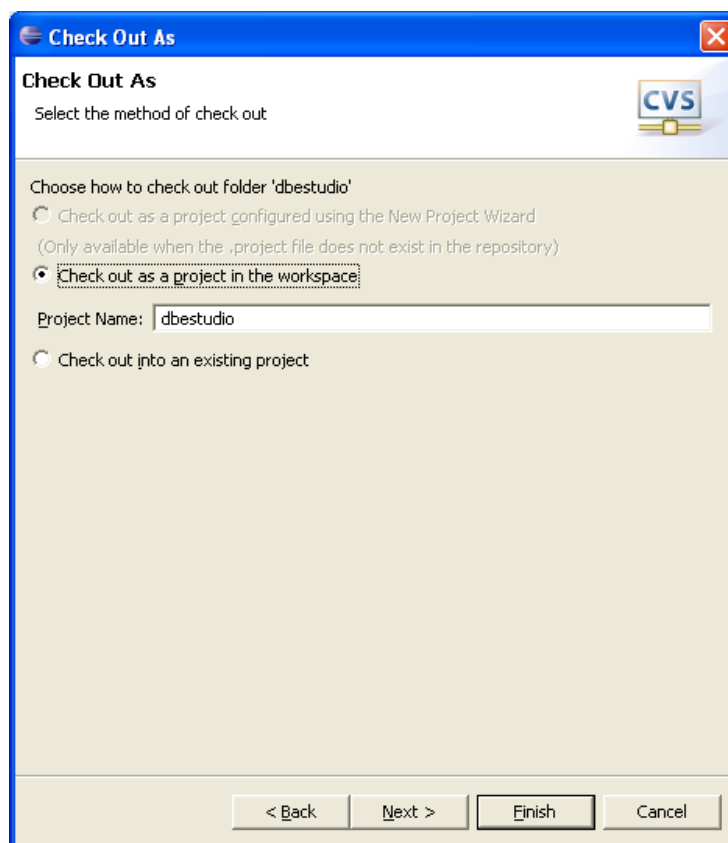 Check Out As
Check Out As
Select the method of check out
CVS
Choose how to check out folder 'dbestudio'
Check out as a project configured using the New Project Wizard
(Only available when the .project file does not exist in the repository)
Check out as a project in the workspace
Project Name: dbestudio
Check out into an existing project
< Back Next > Finish Cancel